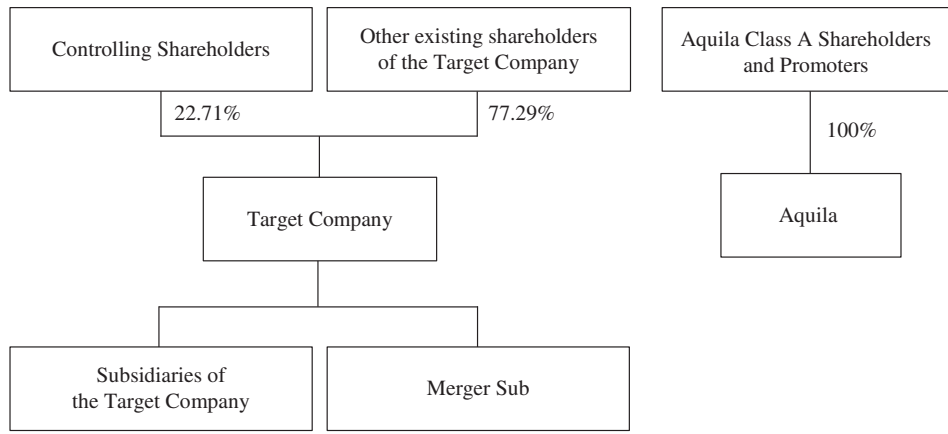 Controlling Shareholders
Other existing shareholders
of the Target Company
Aquila Class A Shareholders
and Promoters
22.71%
77.29%
100%
Target Company
Aquila
Subsidiaries of
the Target Company
Merger Sub